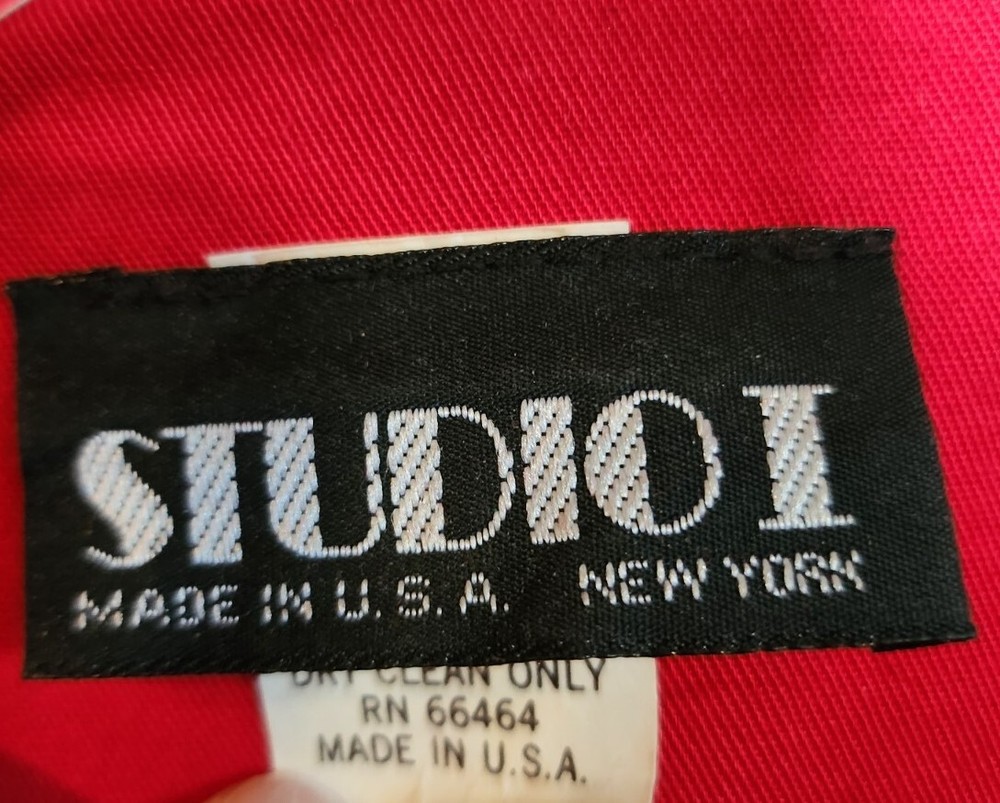 STUDIO I
MADE IN U.S.A. NEW YORK
DRY CLEAN ONLY
RN 66464
MADE IN U.S.A.